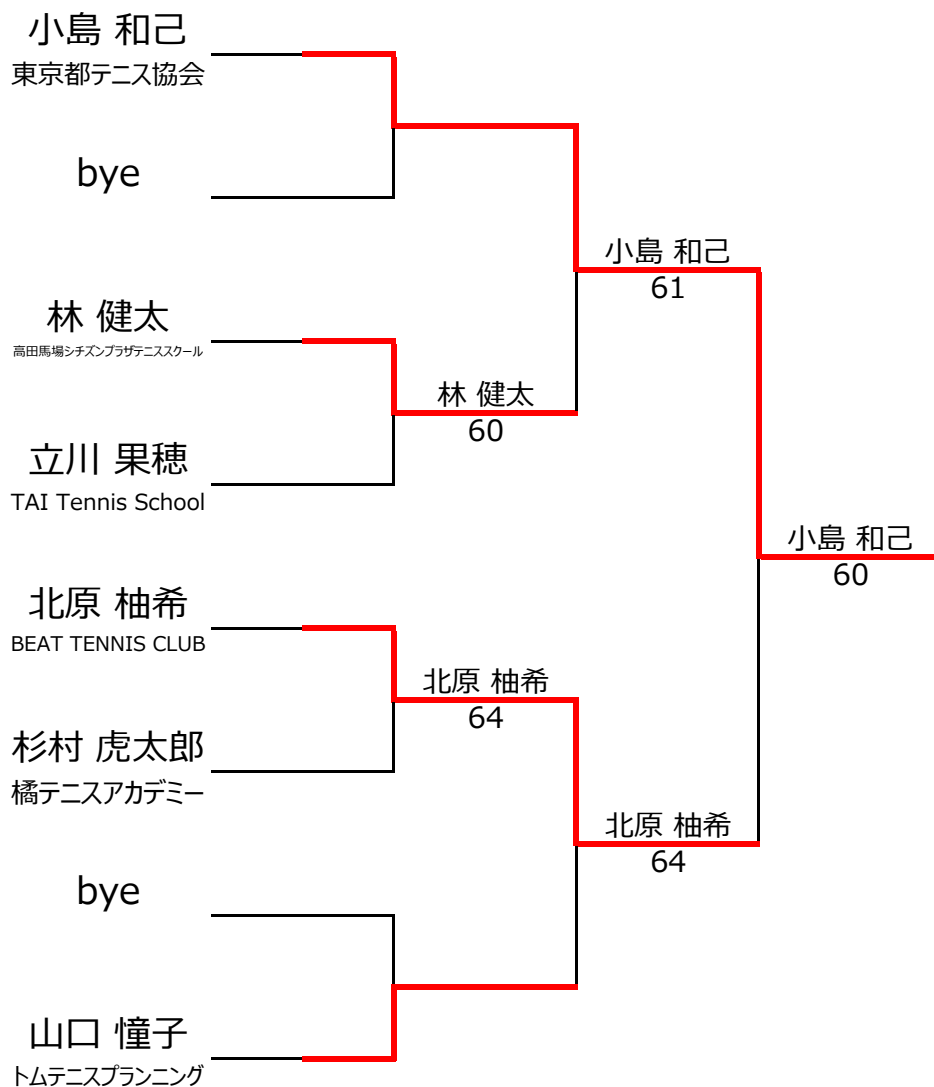 小島 和己
東京都テニス協会
bye
小島 和己
61
林 健太
高田馬場シチズンプラザテニススクール
林 健太
60
立川 果穂
TAI Tennis School
小島 和己
60
北原 柚希
BEAT TENNIS CLUB
北原 柚希
64
杉村 虎太郎
橘テニスアカデミー
北原 柚希
64
bye
山口 憧子
トムテニスプランニング